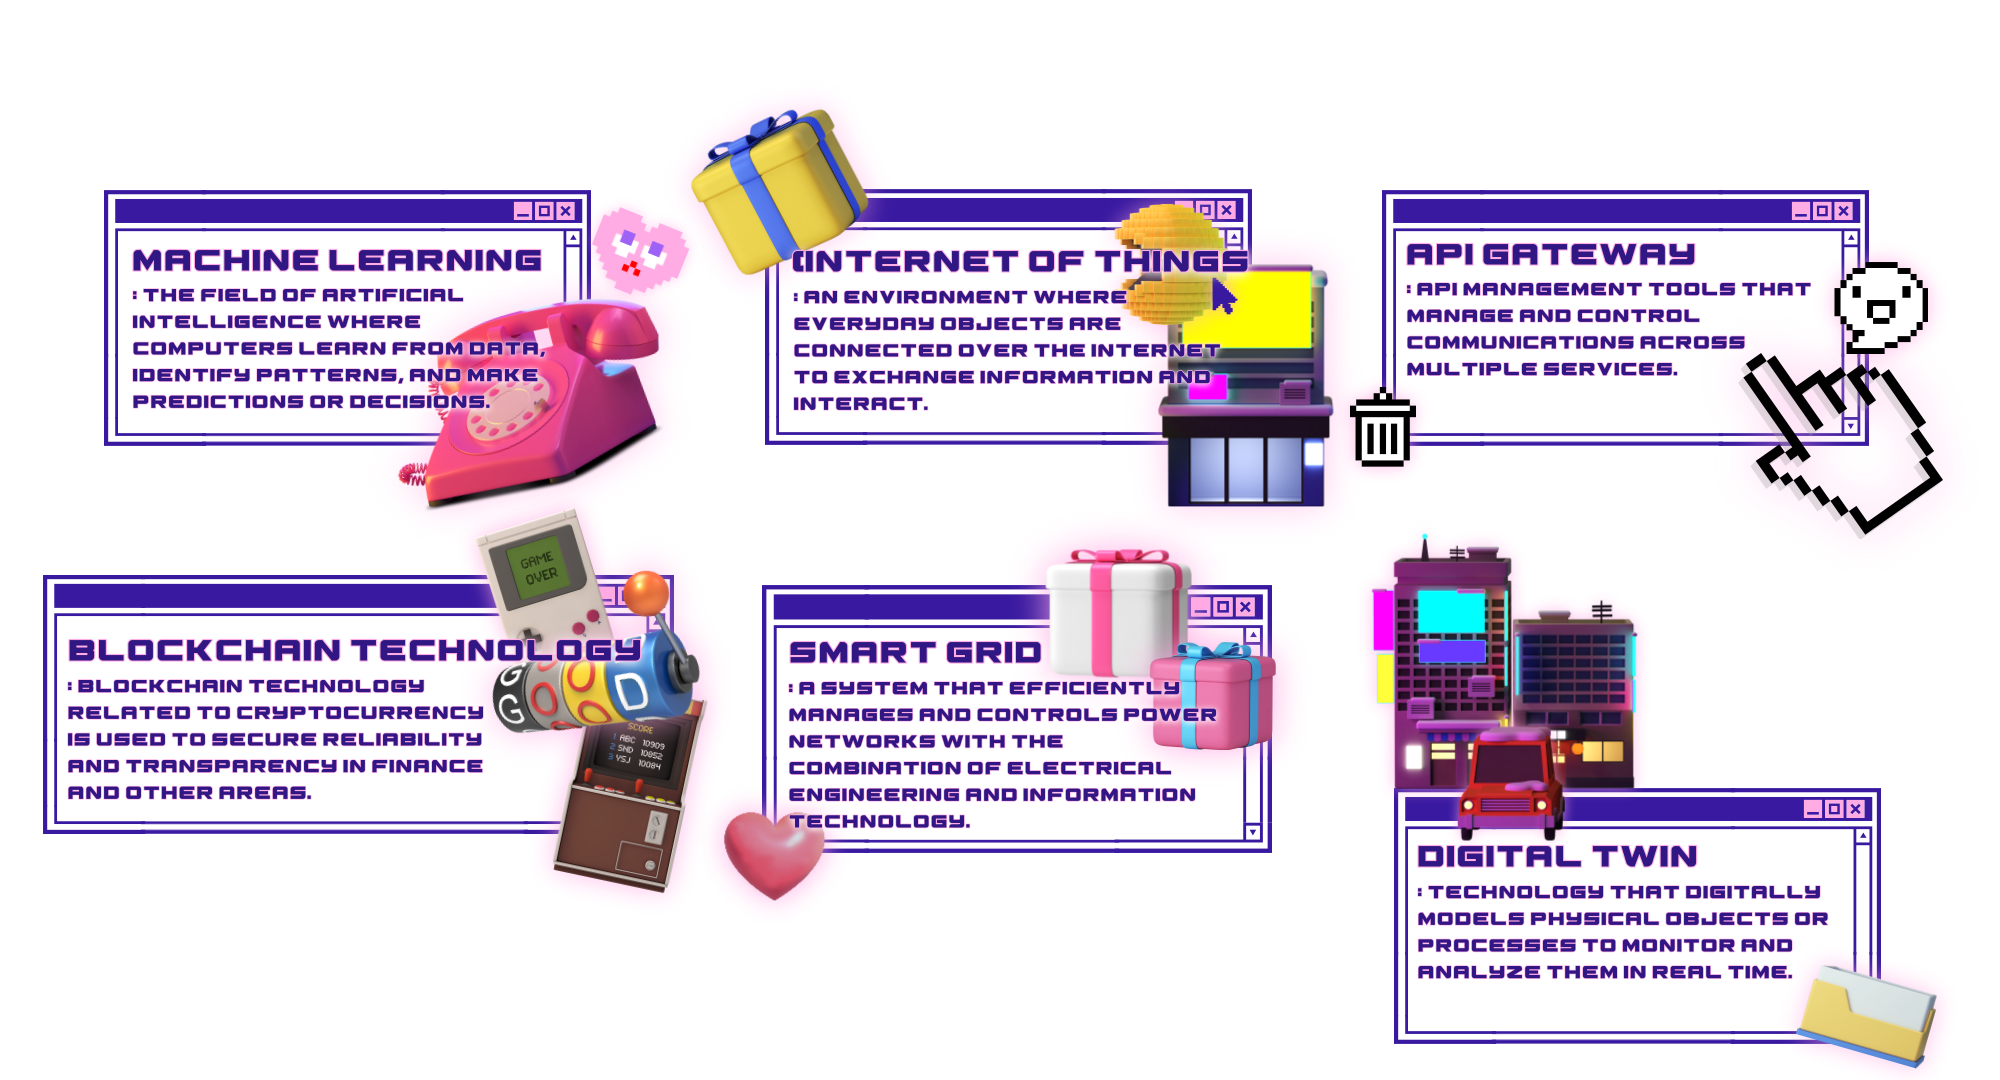 MACHINE LEARNING
: THE FIELD OF ARTIFICIAL
INTELLIGENCE WHERE
COMPUTERS LEARN FROM DATA,
IDENTIFY PATTERNS, AND MAKE
PREDICTIONS OR DECISIONS.
(INTERNET OF THINGS
: AN ENVIRONMENT WHERE
EVERYDAY OBJECTS ARE
CONNECTED OVER THE INTERNET
TO EXCHANGE INFORMATION AND
INTERACT.
API GATEWAY
: API MANAGEMENT TOOLS THAT
MANAGE AND CONTROL
COMMUNICATIONS ACROSS
MULTIPLE SERVICES.
GAME
OVER
BLOCKCHAIN TECHNOLOGY
: BLOCKCHAIN TECHNOLOGY
RELATED TO CRYPTOCURRENCY
IS USED TO SECURE RELIABILITY
AND TRANSPARENCY IN FINANCE
AND OTHER AREAS.
GOOD
SCORE
1 ABC 10909
2 SND 10852
3 YSJ 10084
SMART GRID
: A SYSTEM THAT EFFICIENTLY
MANAGES AND CONTROLS POWER
NETWORKS WITH THE
COMBINATION OF ELECTRICAL
ENGINEERING AND INFORMATION
TECHNOLOGY.
DIGITAL TWIN
: TECHNOLOGY THAT DIGITALLY
MODELS PHYSICAL OBJECTS OR
PROCESSES TO MONITOR AND
ANALYZE THEM IN REAL TIME.